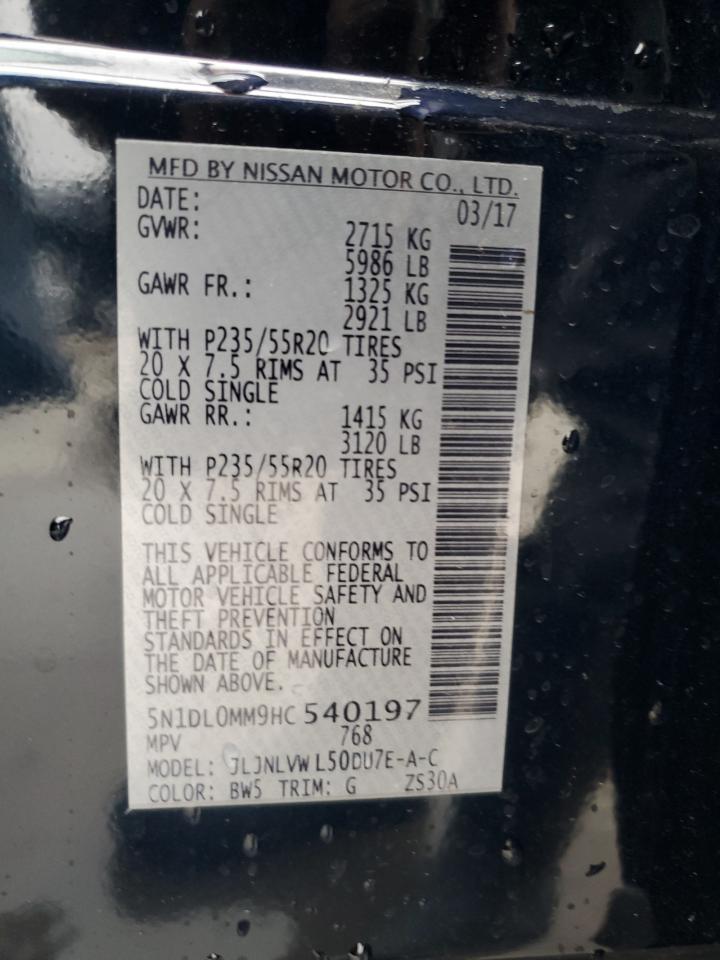 MFD BY NISSAN MOTOR CO., LTD.
DATE: 03/17
GVWR: 2715 KG
5986 LB
GAWR FR.: 1325 KG
2921 LB
WITH P235/55R20 TIRES
20 X 7.5 RIMS AT 35 PSI
COLD SINGLE
GAWR RR.: 1415 KG
3120 LB
WITH P235/55R20 TIRES
20 X 7.5 RIMS AT 35 PSI
COLD SINGLE
THIS VEHICLE CONFORMS TO
ALL APPLICABLE FEDERAL
MOTOR VEHICLE SAFETY AND
THEFT PREVENTION
STANDARDS IN EFFECT ON
THE DATE OF MANUFACTURE
SHOWN ABOVE.
5N1DL0MM9HC 540197
MPV 768
MODEL: JLJNLVW L50DU7E-A-C
COLOR: BW5 TRIM: G ZS30A